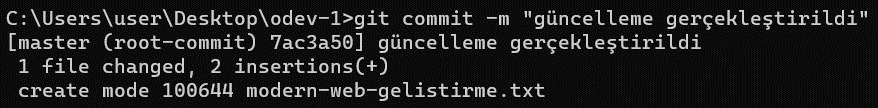 C:\Users\user\Desktop\odev-1>git commit -m "güncelleme gerçekleştirildi"
[master (root-commit) 7ac3a50] güncelleme gerçekleştirildi
 1 file changed, 2 insertions(+)
 create mode 100644 modern-web-gelistirme.txt